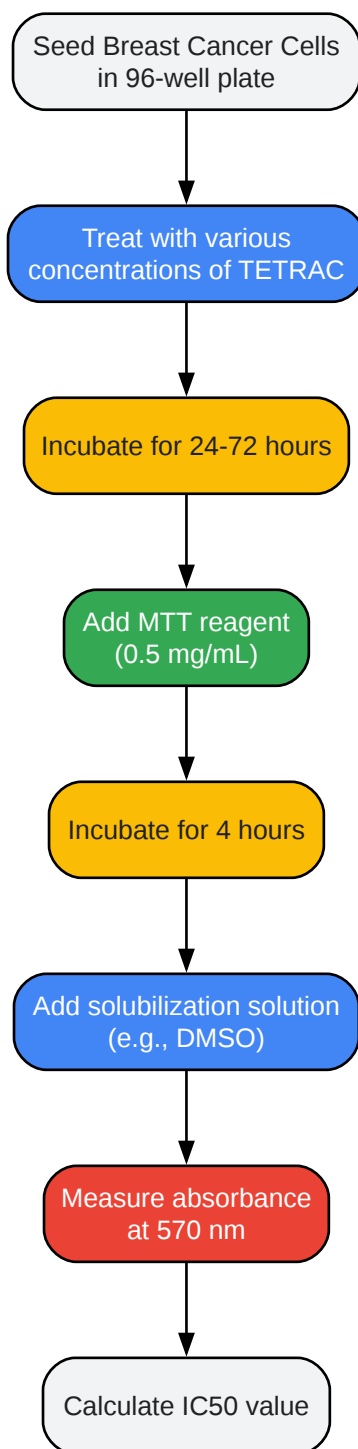 Seed Breast Cancer Cells
in 96-well plate
Treat with various
concentrations of TETRAC
Incubate for 24-72 hours
Add MTT reagent
(0.5 mg/mL)
Incubate for 4 hours
Add solubilization solution
(e.g., DMSO)
Measure absorbance
at 570 nm
Calculate IC50 value